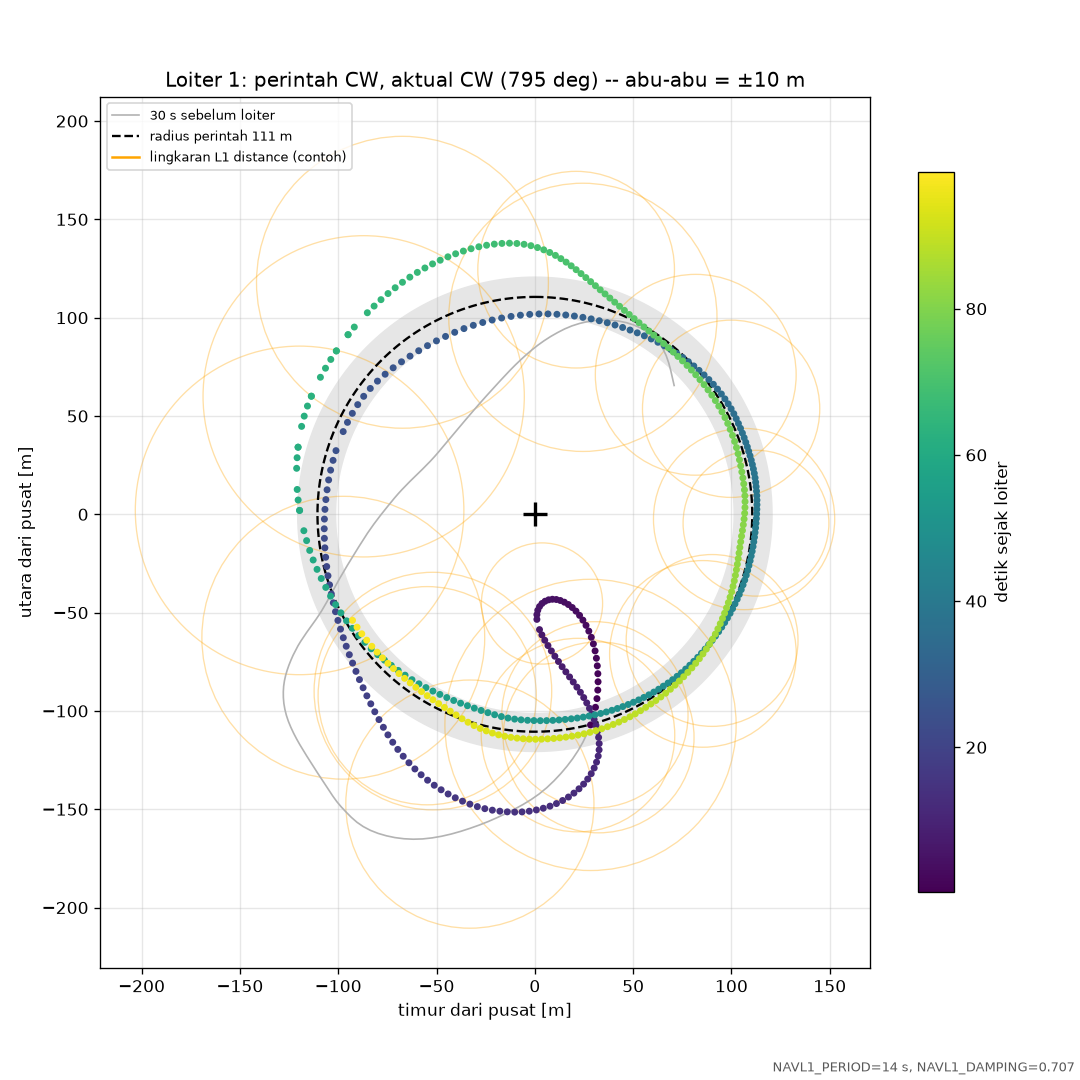 Loiter 1: perintah CW, aktual CW (795 deg) -- abu-abu = ±10 m
30 s sebelum loiter
radius perintah 111 m
lingkaran L1 distance (contoh)
200
150
100
50
0
−50
−100
−150
−200
utara dari pusat [m]
−200
−150
−100
−50
0
50
100
150
timur dari pusat [m]
80
60
40
20
detik sejak loiter
NAVL1_PERIOD=14 s, NAVL1_DAMPING=0.707